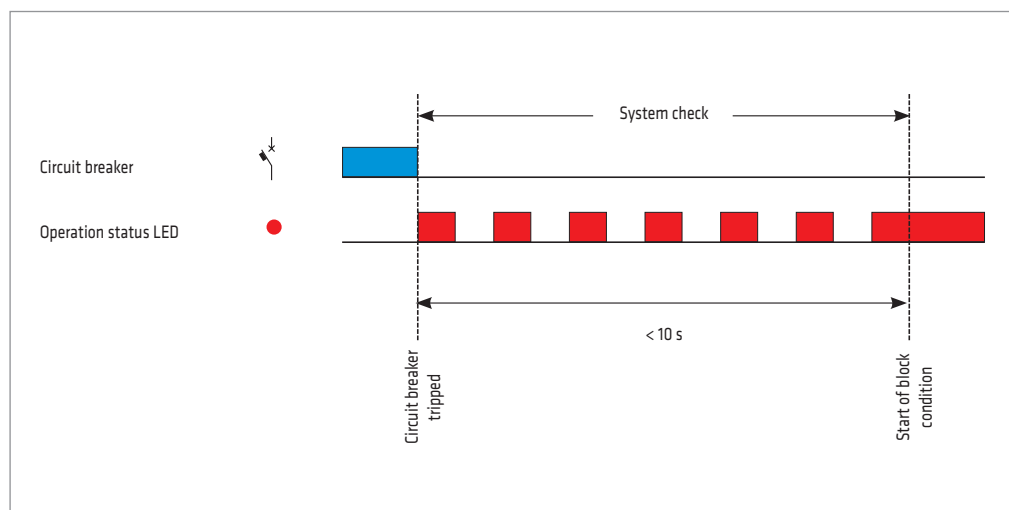 System check
Circuit breaker
Operation status LED
< 10 s
Circuit breaker
tripped
Start of block
condition